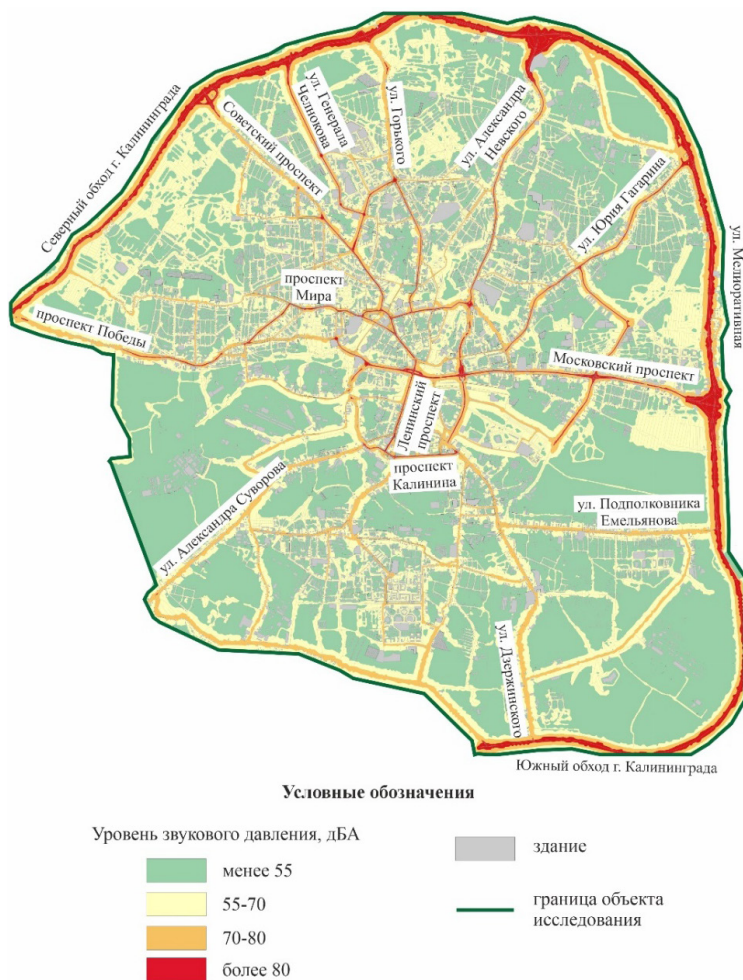 Северный обход г. Калининграда
Советский проспект
ул. Генерала
Челнокова
ул. Горького
ул. Александра
Невского
ул. Юрия Гагарина
ул. Мелиоративная
проспект
Мира
проспект Победы
Московский проспект
Ленинский
проспект
проспект
Калинина
ул. Александра Суворова
ул. Подполковника
Емельянова
ул. Дзержинского
Южный обход г. Калининграда
Условные обозначения
Уровень звукового давления, дБА
менее 55
55-70
70-80
более 80
здание
граница объекта
исследования